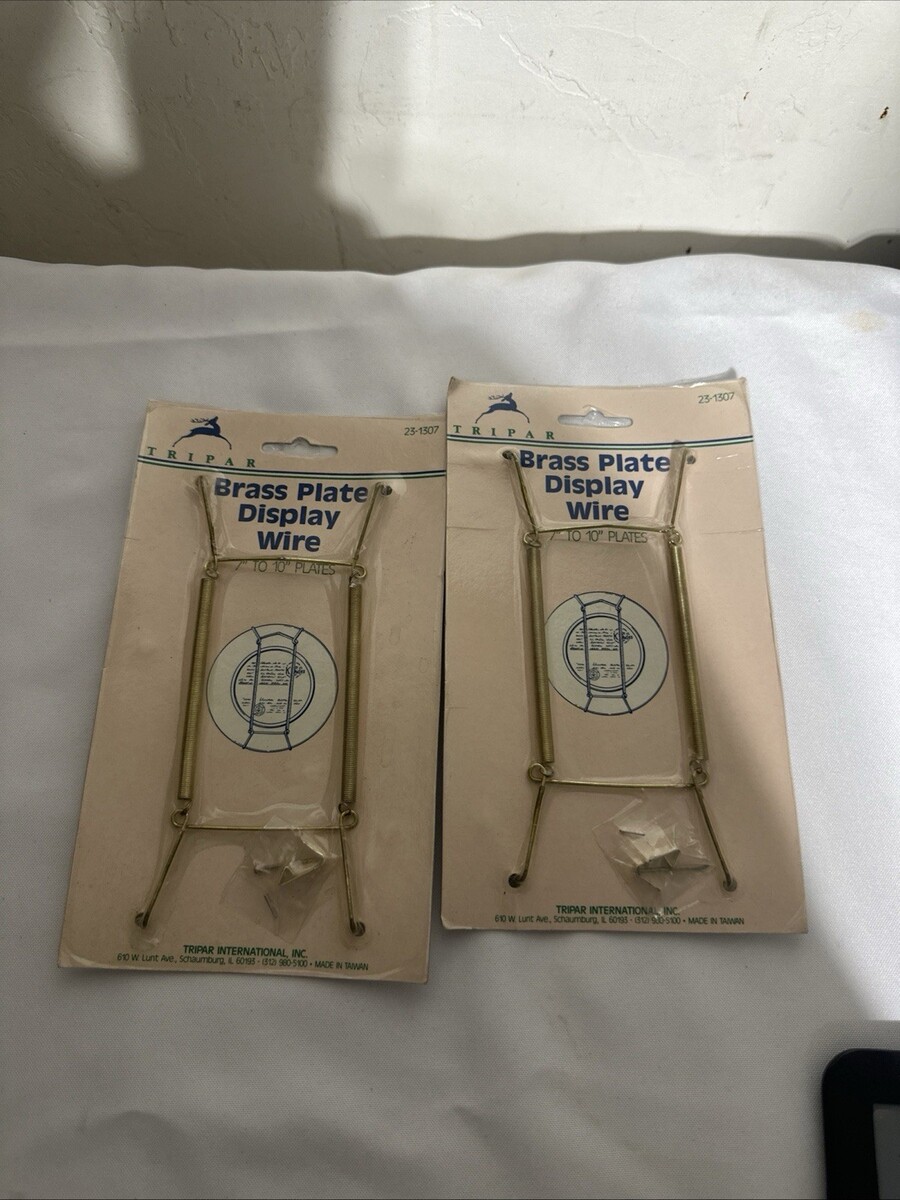 23-1307
TRIPAR
Brass Plate
Display
Wire
7" TO 10" PLATES
TRIPAR INTERNATIONAL, INC.
610 W. Lunt Ave., Schaumburg, IL 60193 · (312) 980-5100 • MADE IN TAIWAN
23-1307
TRIPAR
Brass Plate
Display
Wire
7" TO 10" PLATES
TRIPAR INTERNATIONAL, INC.
610 W. Lunt Ave., Schaumburg, IL 60193 · (312) 980-5100 • MADE IN TAIWAN